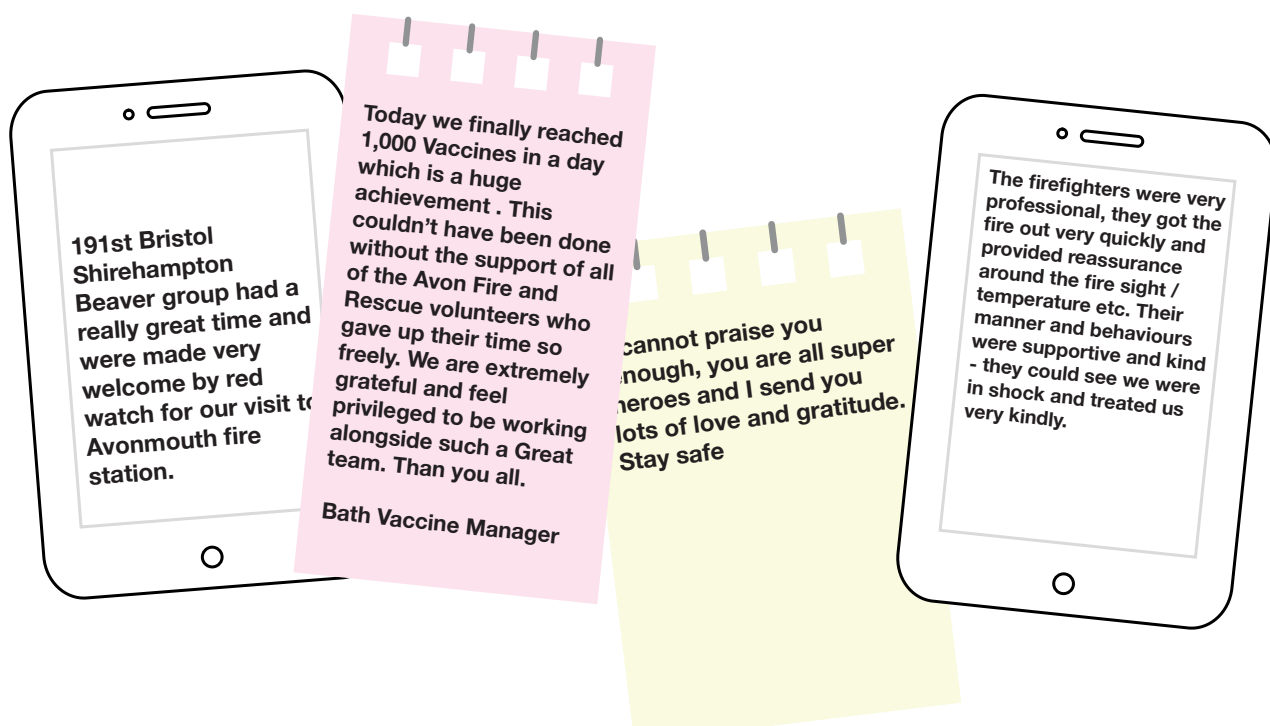 191st Bristol
Shirehampton
Beaver group had a
really great time and
were made very
welcome by red
watch for our visit to
Avonmouth fire
station.
Today we finally reached
1,000 Vaccines in a day
which is a huge
achievement . This
couldn't have been done
without the support of all
of the Avon Fire and
Rescue volunteers who
gave up their time so
freely. We are extremely
grateful and feel
privileged to be working
alongside such a Great
team. Than you all.
Bath Vaccine Manager
cannot praise you
enough, you are all super
heroes and I send you
lots of love and gratitude.
Stay safe
The firefighters were very
professional, they got the
fire out very quickly and
provided reassurance
around the fire sight /
temperature etc. Their
manner and behaviours
were supportive and kind
- they could see we were
in shock and treated us
very kindly.